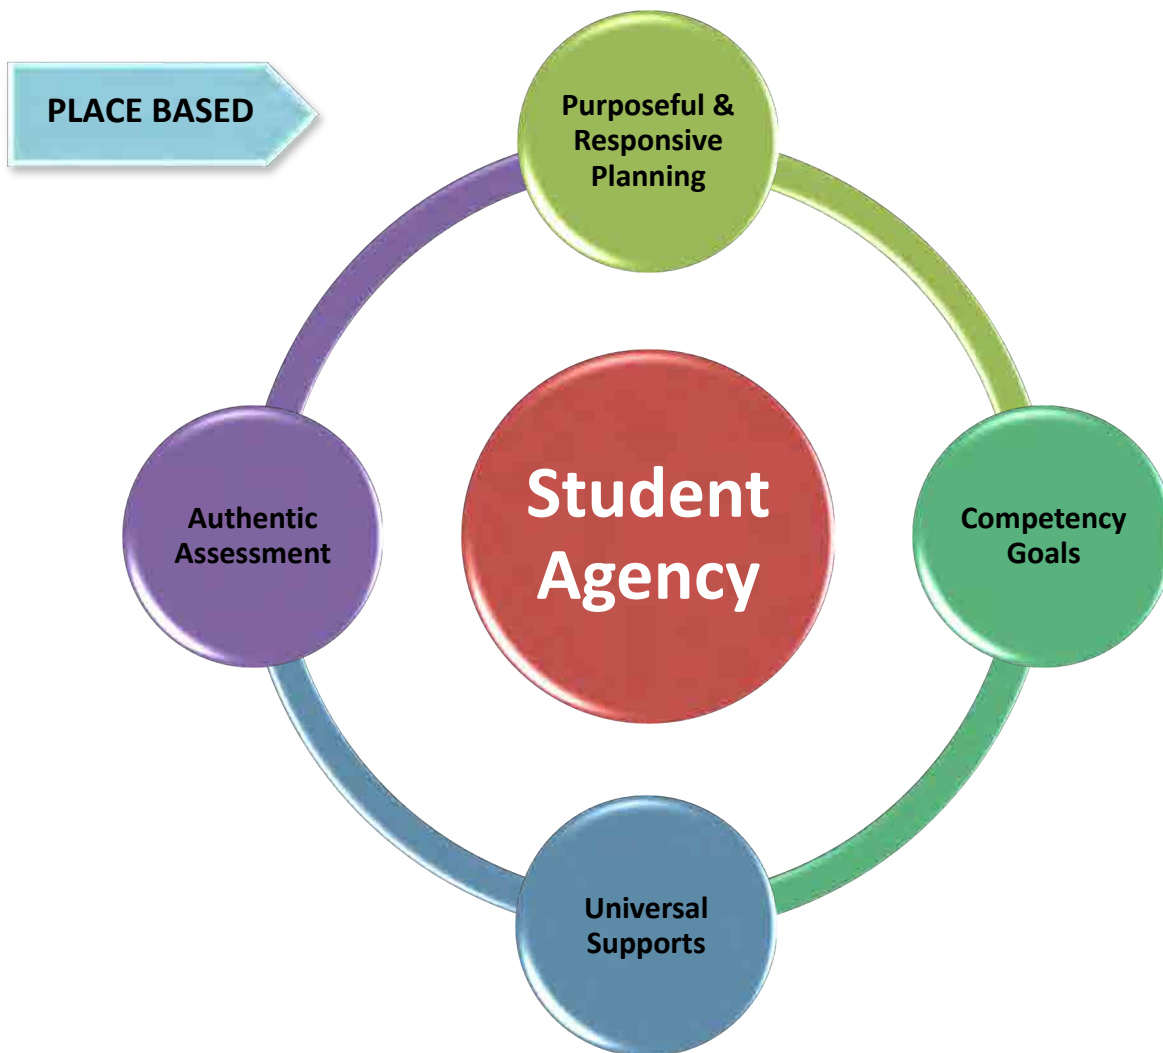 PLACE BASED
Purposeful &
Responsive
Planning
Authentic
Assessment
Student
Agency
Competency
Goals
Universal
Supports